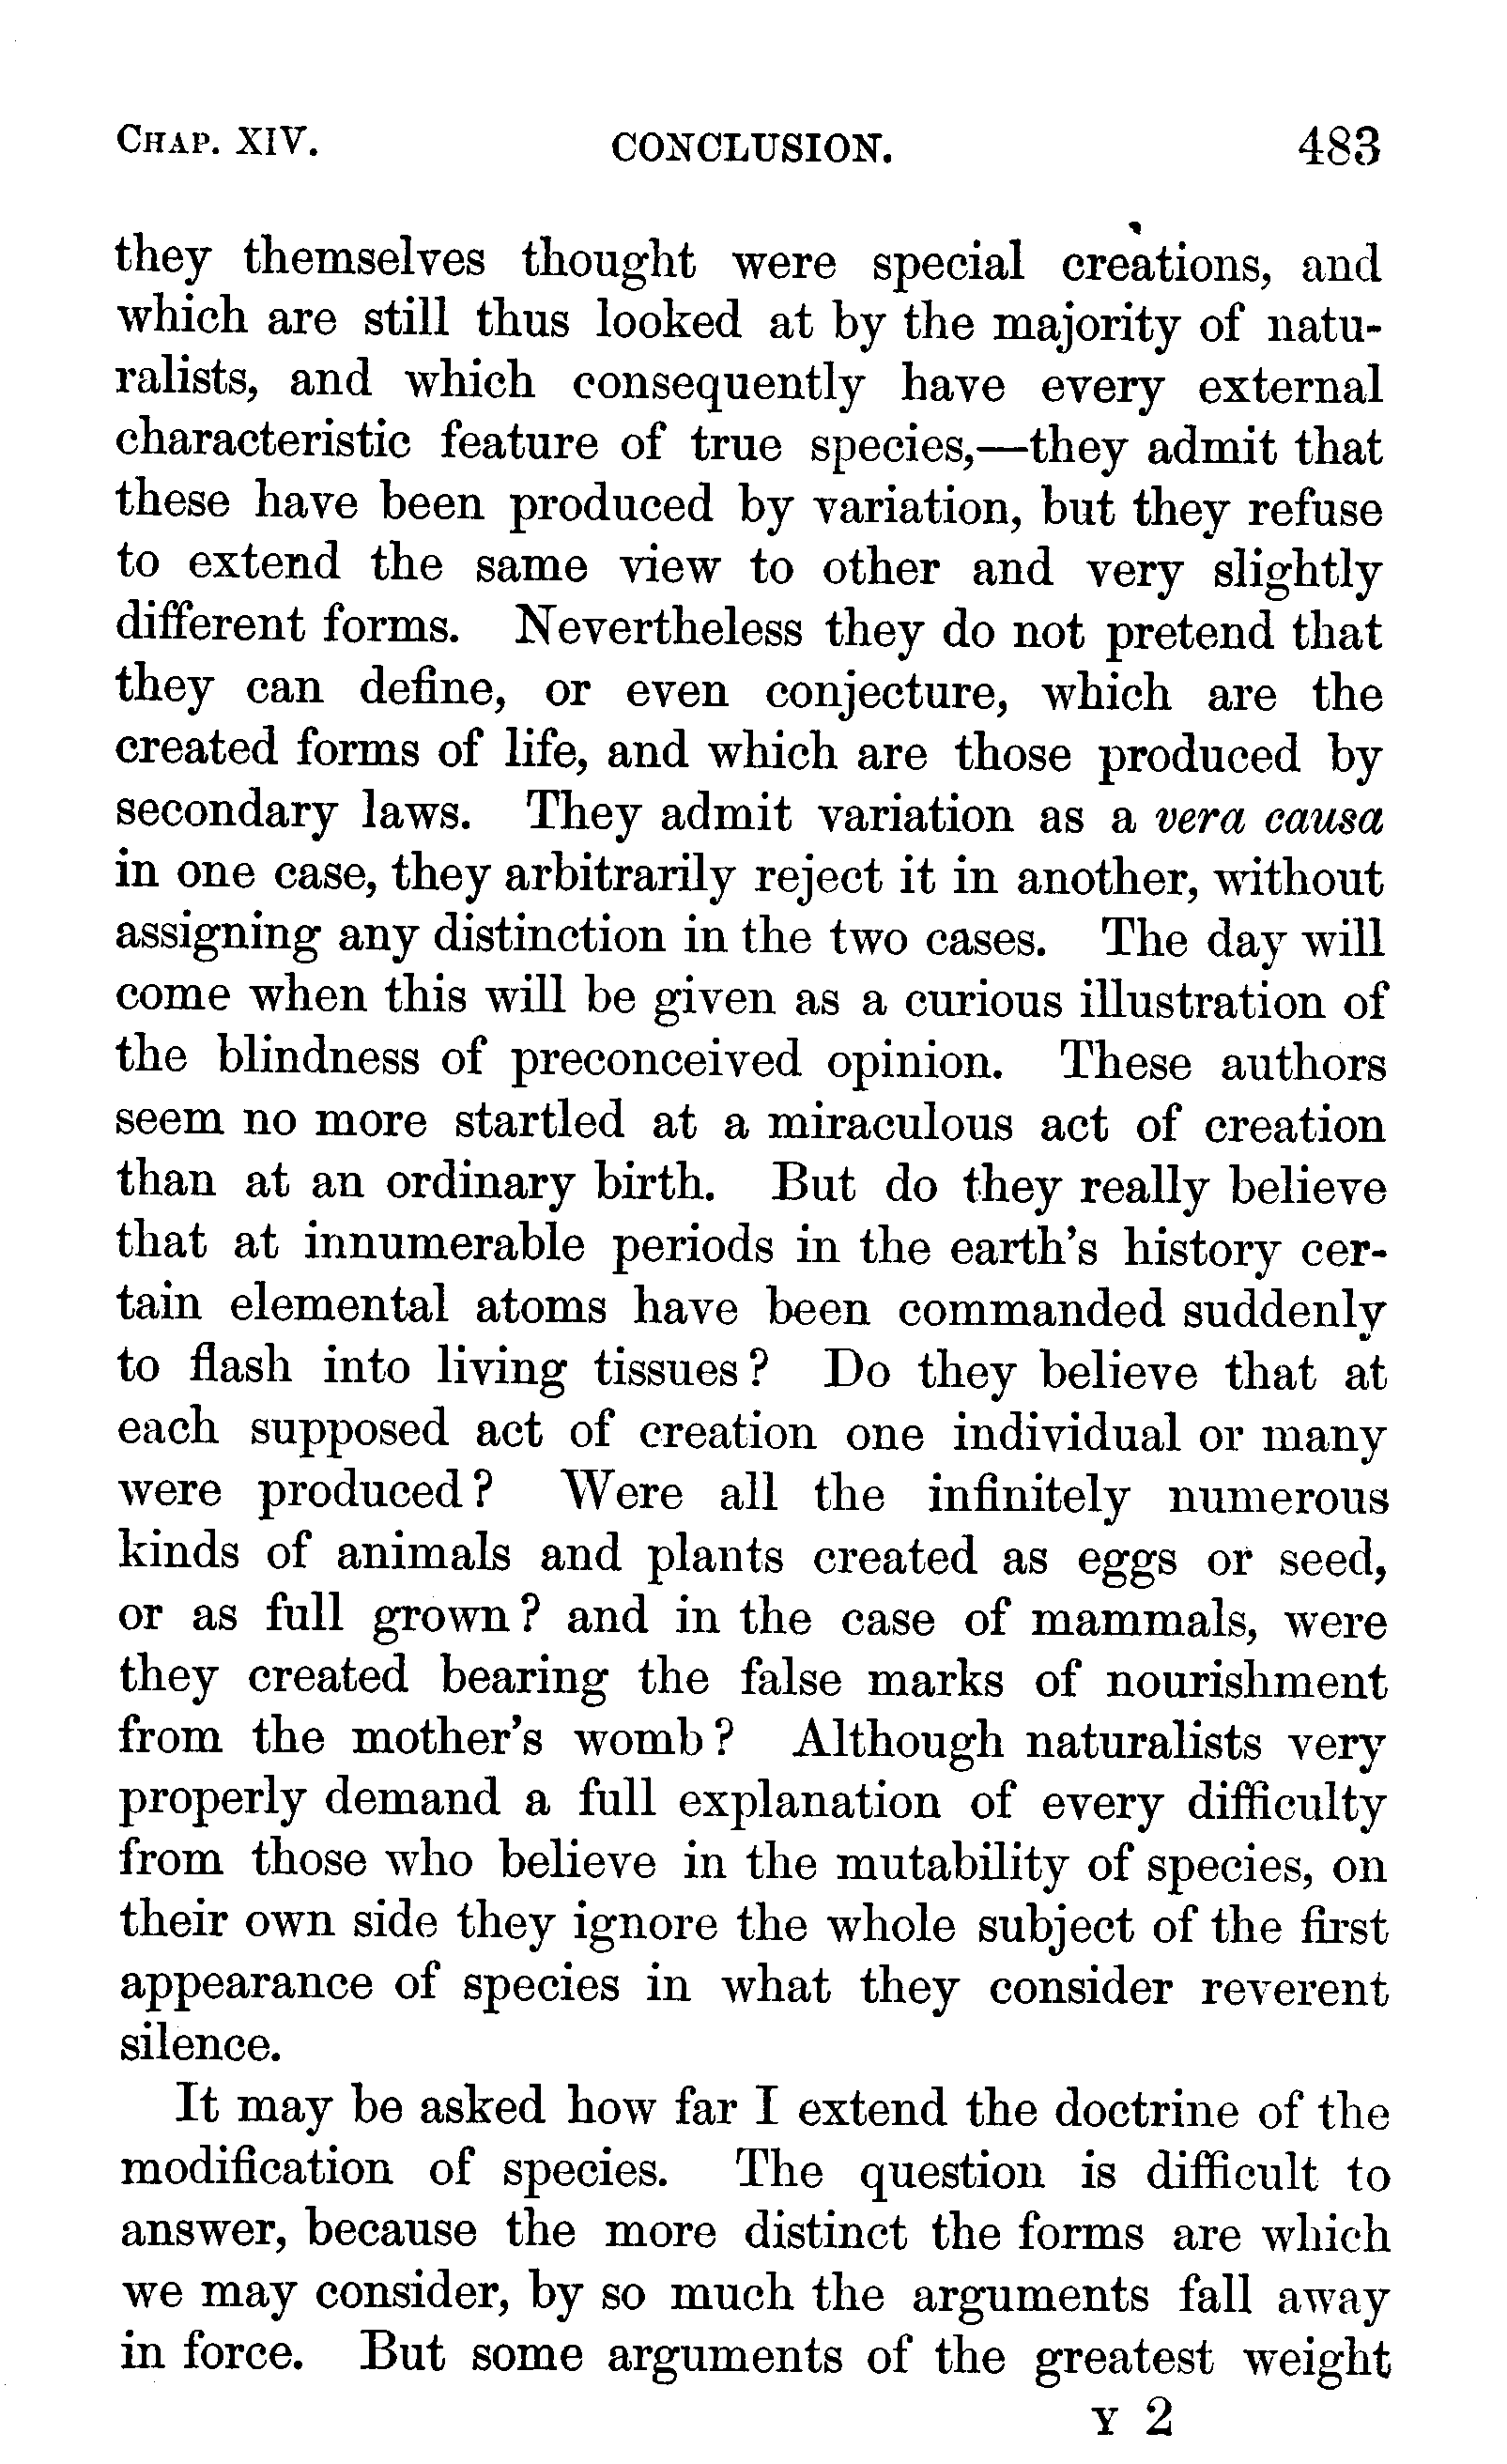 CHAP. XIV. CONCLUSION. 483
they themselves thought were special creations, and
which are still thus looked at by the majority of natu-
ralists, and which consequently have every external
characteristic feature of true species,—they admit that
these have been produced by variation, but they refuse
to extend the same view to other and very slightly
different forms. Nevertheless they do not pretend that
they can define, or even conjecture, which are the
created forms of life, and which are those produced by
secondary laws. They admit variation as a vera causa
in one case, they arbitrarily reject it in another, without
assigning any distinction in the two cases. The day will
come when this will be given as a curious illustration of
the blindness of preconceived opinion. These authors
seem no more startled at a miraculous act of creation
than at an ordinary birth. But do they really believe
that at innumerable periods in the earth's history cer-
tain elemental atoms have been commanded suddenly
to flash into living tissues? Do they believe that at
each supposed act of creation one individual or many
were produced? Were all the infinitely numerous
kinds of animals and plants created as eggs or seed,
or as full grown? and in the case of mammals, were
they created bearing the false marks of nourishment
from the mother's womb? Although naturalists very
properly demand a full explanation of every difficulty
from those who believe in the mutability of species, on
their own side they ignore the whole subject of the first
appearance of species in what they consider reverent
silence.
It may be asked how far I extend the doctrine of the
modification of species. The question is difficult to
answer, because the more distinct the forms are which
we may consider, by so much the arguments fall away
in force. But some arguments of the greatest weight
Y 2